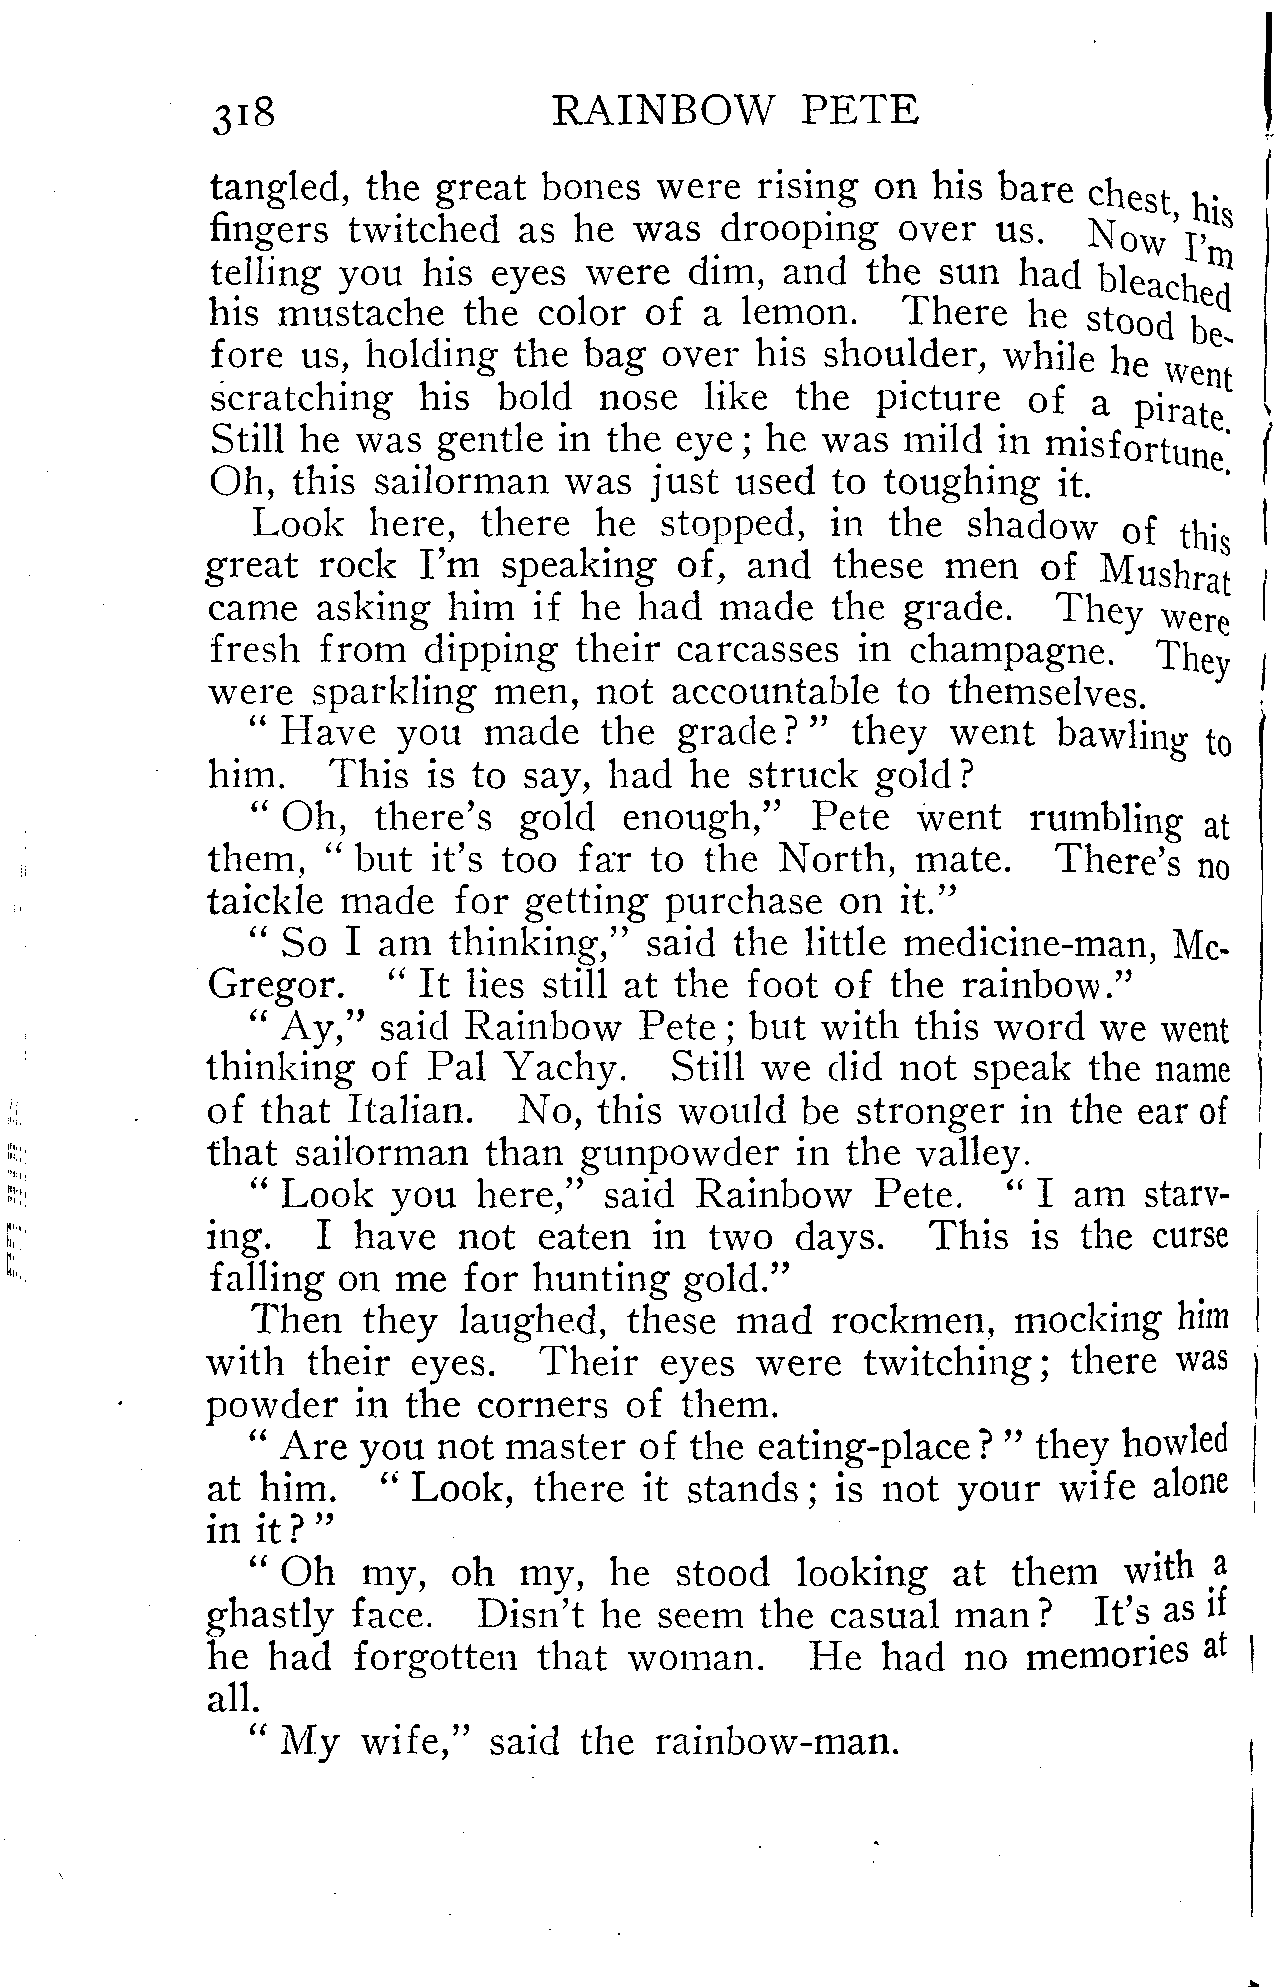 318 RAINBOW PETE
tangled, the great bones were rising on his bare chest, his
fingers twitched as he was drooping over us. Now I'm
telling you his eyes were dim, and the sun had bleached
his mustache the color of a lemon. There he stood be-
fore us, holding the bag over his shoulder, while he went
scratching his bold nose like the picture of a pirate.
Still he was gentle in the eye; he was mild in misfortune.
Oh, this sailorman was just used to toughing it.
Look here, there he stopped, in the shadow of this
great rock I'm speaking of, and these men of Mushrat
came asking him if he had made the grade. They were
fresh from dipping their carcasses in champagne. They
were sparkling men, not accountable to themselves.
"Have you made the grade?" they went bawling to
him. This is to say, had he struck gold?
"Oh, there's gold enough," Pete went rumbling at
them, "but it's too far to the North, mate. There's no
taickle made for getting purchase on it."
"So I am thinking," said the little medicine-man, Mc-
Gregor. "It lies still at the foot of the rainbow."
"Ay," said Rainbow Pete; but with this word we went
thinking of Pal Yachy. Still we did not speak the name
of that Italian. No, this would be stronger in the ear of
that sailorman than gunpowder in the valley.
"Look you here," said Rainbow Pete. "I am starv-
ing. I have not eaten in two days. This is the curse
falling on me for hunting gold."
Then they laughed, these mad rockmen, mocking him
with their eyes. Their eyes were twitching; there was
powder in the corners of them.
"Are you not master of the eating-place?" they howled
at him. "Look, there it stands; is not your wife alone
in it?"
"Oh my, oh my, he stood looking at them with a
ghastly face. Disn't he seem the casual man? It's as if
he had forgotten that woman. He had no memories at
all.
"My wife," said the rainbow-man.